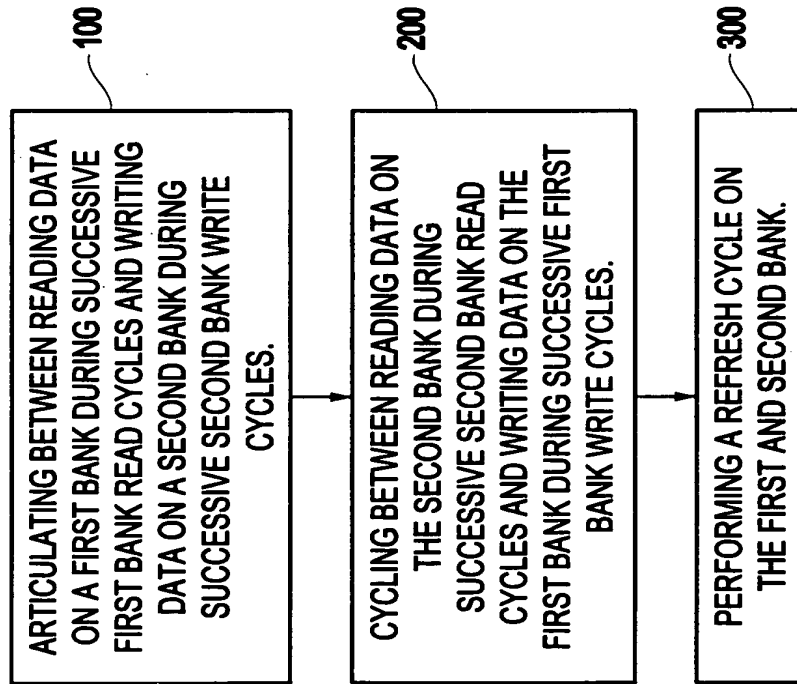 ARTICULATING BETWEEN READING DATA
ON A FIRST BANK DURING SUCCESSIVE
FIRST BANK READ CYCLES AND WRITING
DATA ON A SECOND BANK DURING
SUCCESSIVE SECOND BANK WRITE
CYCLES.
100
CYCLING BETWEEN READING DATA ON
THE SECOND BANK DURING
SUCCESSIVE SECOND BANK READ
CYCLES AND WRITING DATA ON THE
FIRST BANK DURING SUCCESSIVE FIRST
BANK WRITE CYCLES.
200
PERFORMING A REFRESH CYCLE ON
THE FIRST AND SECOND BANK.
300